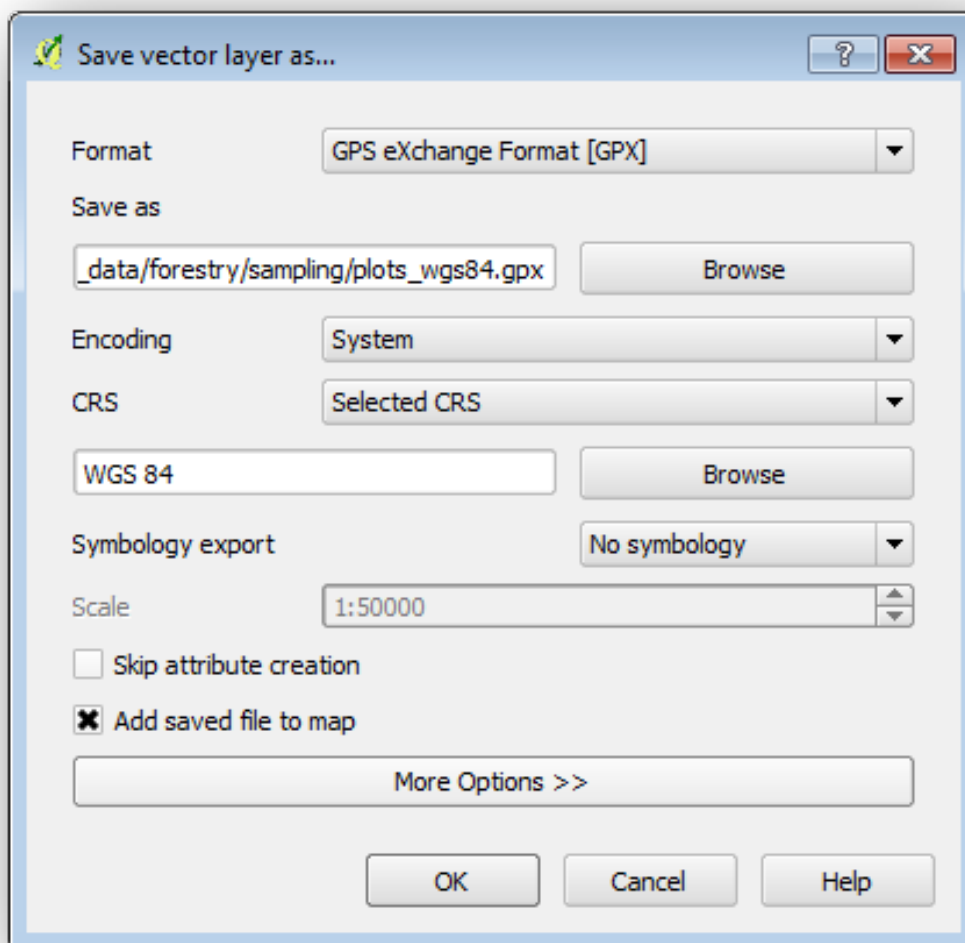 Save vector layer as...
Format GPS eXchange Format [GPX]
Save as
_data/forestry/sampling/plots_wgs84.gpx Browse
Encoding System
CRS Selected CRS
WGS 84 Browse
Symbology export No symbology
Scale 1:50000
Skip attribute creation
Add saved file to map
More Options >>
OK Cancel Help